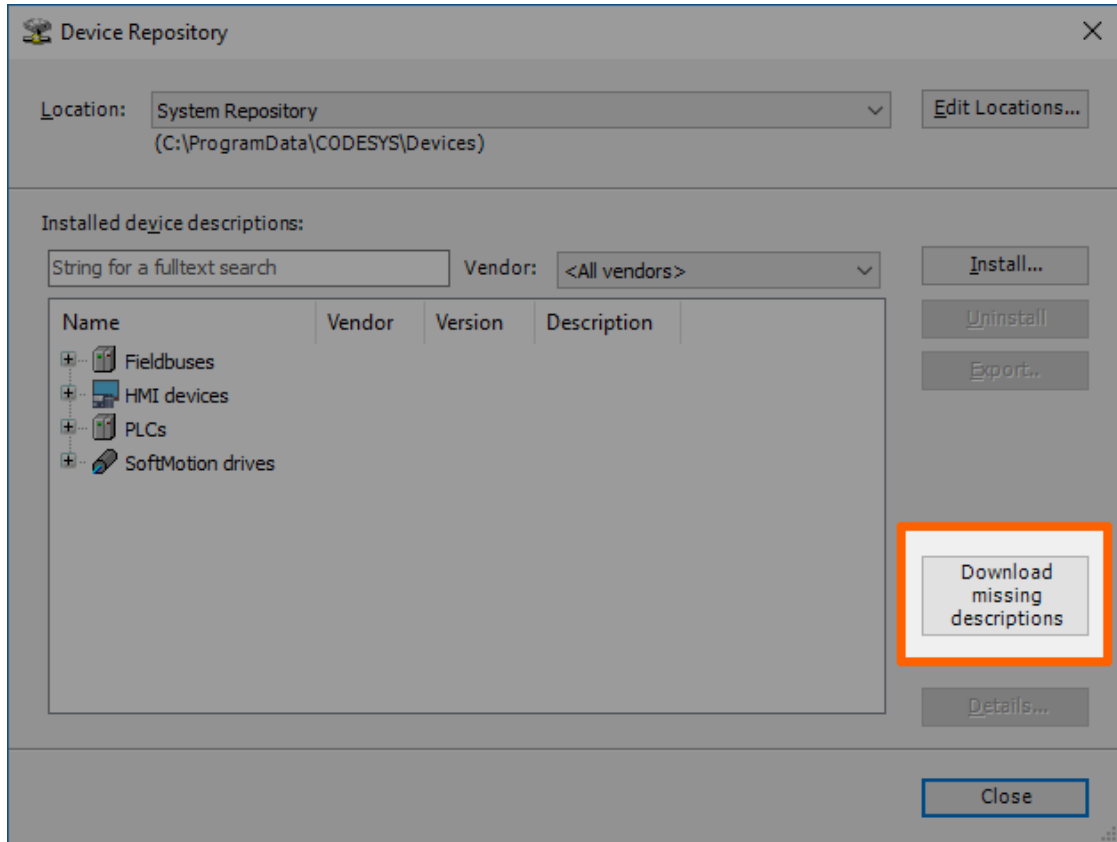 Device Repository
Location: System Repository Edit Locations...
(C:\ProgramData\CODESYS\Devices)
Installed device descriptions:
String for a fulltext search Vendor: <All vendors> Install...
Name Vendor Version Description Uninstall
Fieldbuses
HMI devices Export..
PLCs
SoftMotion drives
Download
missing
descriptions
Details...
Close